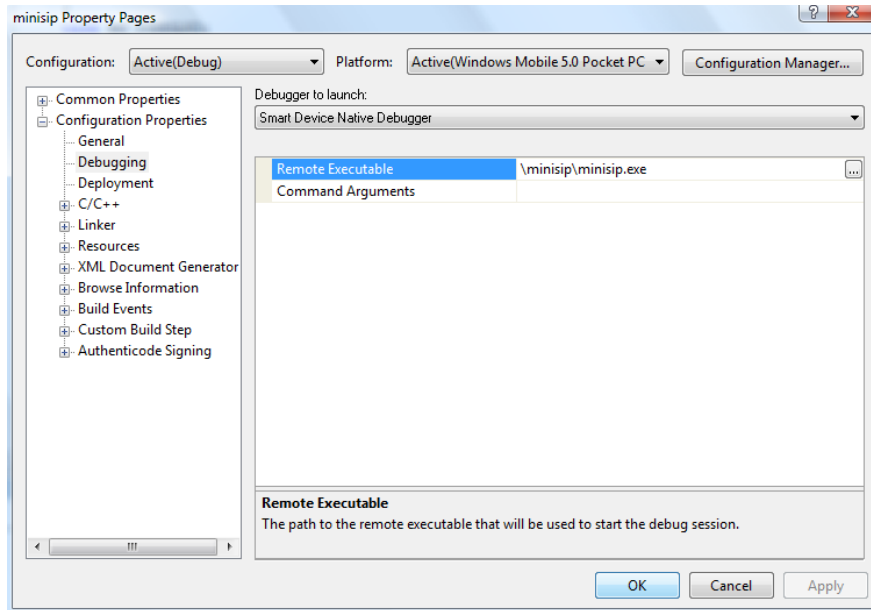 minisip Property Pages
Configuration: Active(Debug) Platform: Active(Windows Mobile 5.0 Pocket PC Configuration Manager...
Common Properties
Configuration Properties
General
Debugging
Deployment
C/C++
Linker
Resources
XML Document Generator
Browse Information
Build Events
Custom Build Step
Authenticode Signing
Debugger to launch:
Smart Device Native Debugger
Remote Executable \minisip\minisip.exe ...
Command Arguments
Remote Executable
The path to the remote executable that will be used to start the debug session.
OK Cancel Apply